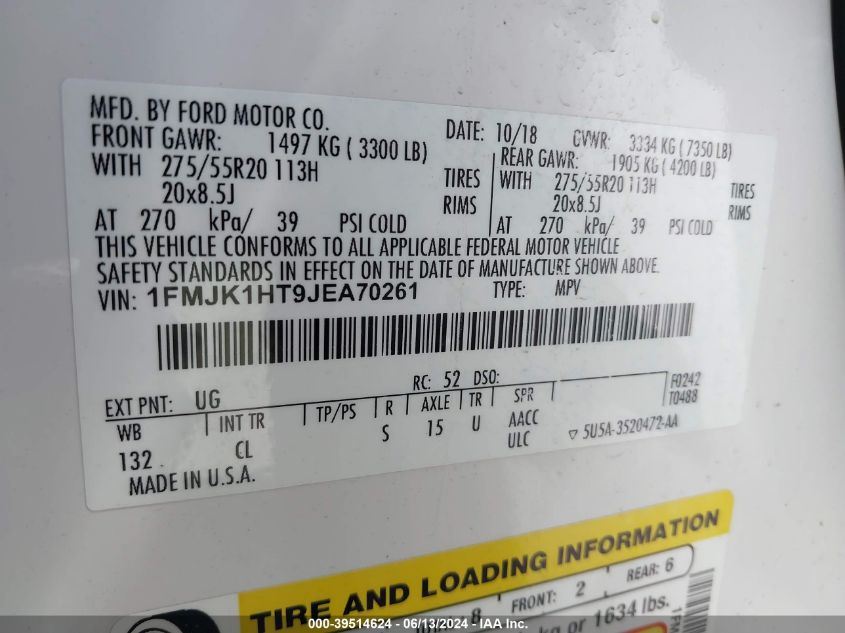 MFD. BY FORD MOTOR CO.
DATE: 10/18 GVWR: 3334 KG ( 7350 LB)
FRONT GAWR: 1497 KG ( 3300 LB) REAR GAWR: 1905 KG ( 4200 LB)
WITH 275/55R20 113H TIRES WITH 275/55R20 113H TIRES
20x8.5J RIMS 20x8.5J RIMS
AT 270 kPa/ 39 PSI COLD AT 270 kPa/ 39 PSI COLD
THIS VEHICLE CONFORMS TO ALL APPLICABLE FEDERAL MOTOR VEHICLE
SAFETY STANDARDS IN EFFECT ON THE DATE OF MANUFACTURE SHOWN ABOVE.
VIN: 1FMJK1HT9JEA70261 TYPE: MPV
EXT PNT: UG RC: 52 DSO: F0242
WB INT TR TP/PS R AXLE TR SPR T0488
132 CL S 15 U AACC
ULC 5U5A-3520472-AA
MADE IN U.S.A.
TIRE AND LOADING INFORMATION
8 FRONT: 2 REAR: 6
kg or 1634 lbs.
000-39514624 - 06/13/2024 - IAA Inc.